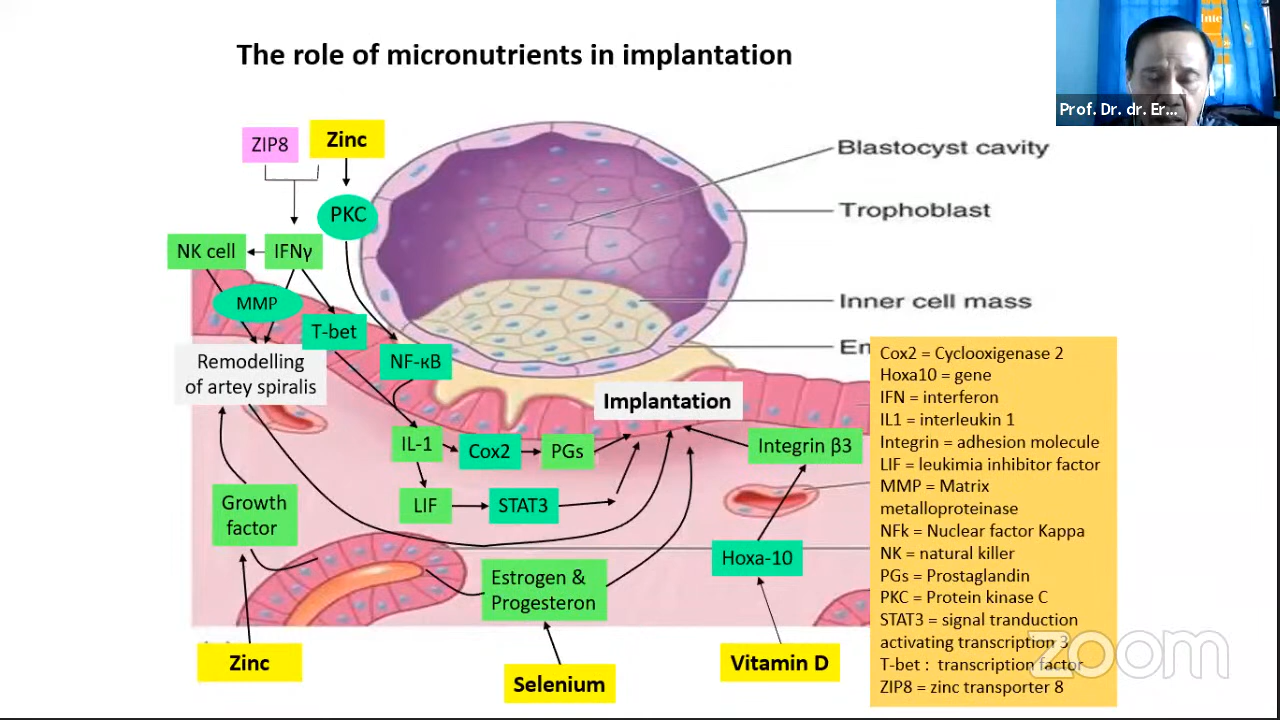 The role of micronutrients in implantation
Inte
Prof. Dr. dr. Er...
ZIP8
Zinc
Blastocyst cavity
PKC
Trophoblast
NK cell
IFNγ
MMP
Inner cell mass
T-bet
NF-κB
Remodelling
of artey spiralis
Implantation
IL-1
Cox2
PGs
Integrin β3
Growth
factor
LIF
STAT3
Hoxa-10
Estrogen &
Progesteron
Zinc
Selenium
Vitamin D
Cox2 = Cyclooxigenase 2
Hoxa10 = gene
IFN = interferon
IL1 = interleukin 1
Integrin = adhesion molecule
LIF = leukimia inhibitor factor
MMP = Matrix
metalloproteinase
NFk = Nuclear factor Kappa
NK = natural killer
PGs = Prostaglandin
PKC = Protein kinase C
STAT3 = signal tranduction
activating transcription 3
T-bet : transcription factor
ZIP8 = zinc transporter 8
zoom